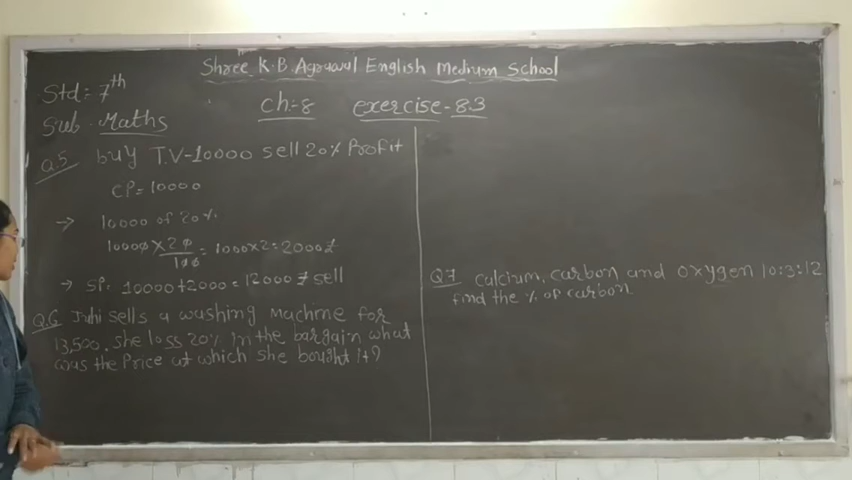 Shree K.B.Agrawal English Medium School
Std:- 7th
Ch-8 exercise-8.3
Sub. Maths
Q.5 buy T.V-10000 sell 20% Profit
CP=10000
→ 10000 of 20%
10000×20/100=1000×2=2000₹
→ SP= 10000+2000=12000₹ sell
Q.6 Juhi sells a washing Machine for
13,500. she loss 20% in the bargain what
was the Price at which she bought it?
Q7 Calcium, carbon and oxygen 10:3:12
find the % of carbon